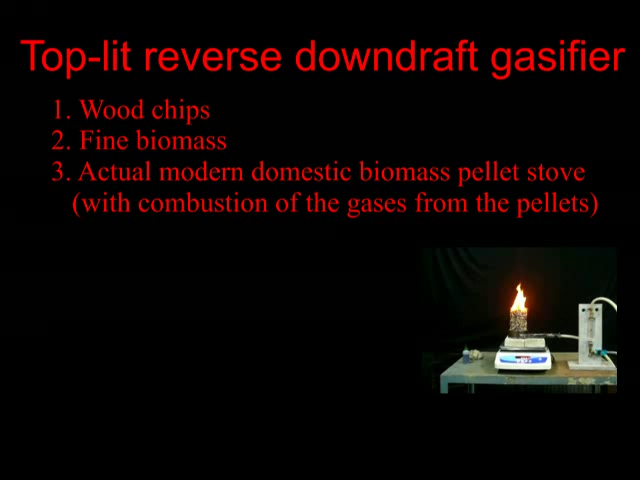 Top-lit reverse downdraft gasifier
1. Wood chips
2. Fine biomass
3. Actual modern domestic biomass pellet stove
(with combustion of the gases from the pellets)